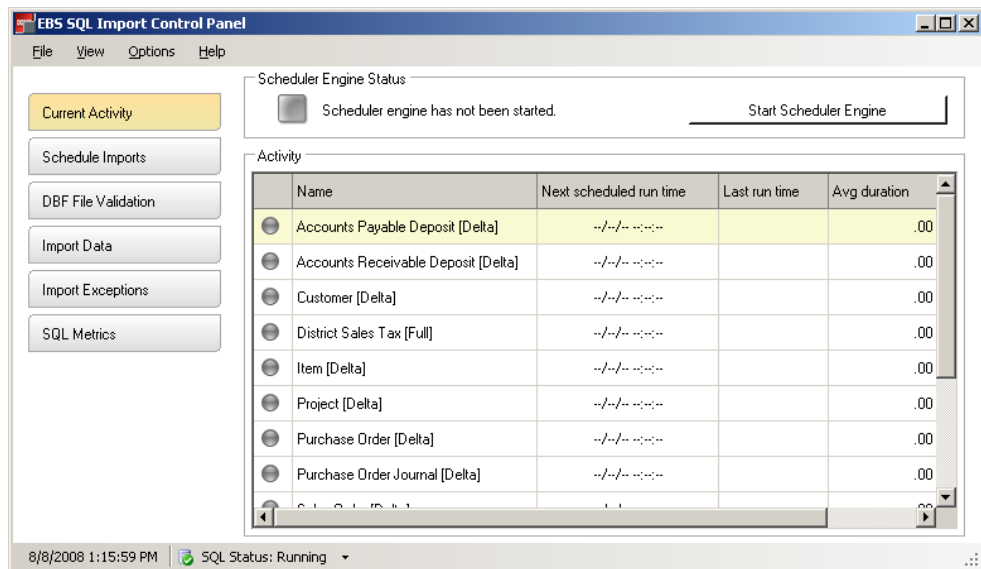 EBS SQL Import Control Panel
File View Options Help
Current Activity
Schedule Imports
DBF File Validation
Import Data
Import Exceptions
SQL Metrics
Scheduler Engine Status
Scheduler engine has not been started.
Start Scheduler Engine
Activity
Name Next scheduled run time Last run time Avg duration
Accounts Payable Deposit [Delta] --/--/-- --:--:-- .00
Accounts Receivable Deposit [Delta] --/--/-- --:--:-- .00
Customer [Delta] --/--/-- --:--:-- .00
District Sales Tax [Full] --/--/-- --:--:-- .00
Item [Delta] --/--/-- --:--:-- .00
Project [Delta] --/--/-- --:--:-- .00
Purchase Order [Delta] --/--/-- --:--:-- .00
Purchase Order Journal [Delta] --/--/-- --:--:-- .00
8/8/2008 1:15:59 PM SQL Status: Running